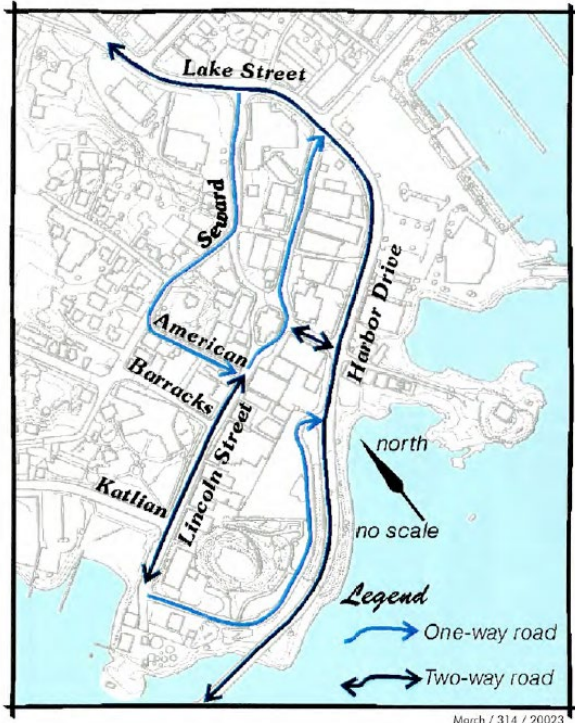 Lake Street
Seward
Harbor Drive
American
Barracks
Lincoln Street
Katlian
north
no scale
Legend
One-way road
Two-way road
March / 314 / 20023